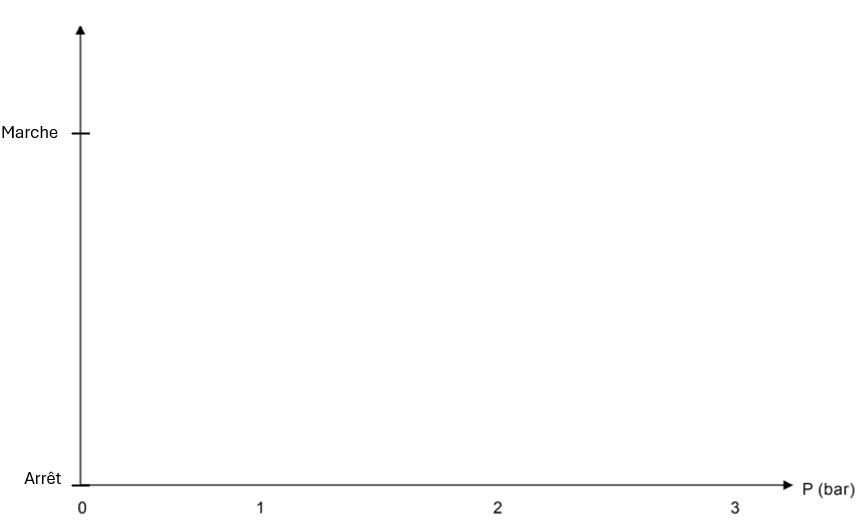 Marche
Arrêt
P (bar)
0 1 2 3